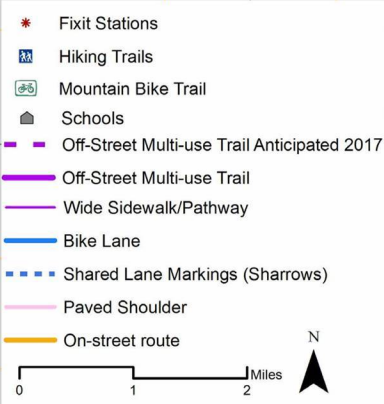 Fixit Stations
Hiking Trails
Mountain Bike Trail
Schools
Off-Street Multi-use Trail Anticipated 2017
Off-Street Multi-use Trail
Wide Sidewalk/Pathway
Bike Lane
Shared Lane Markings (Sharrows)
Paved Shoulder
On-street route
N
Miles
0 1 2